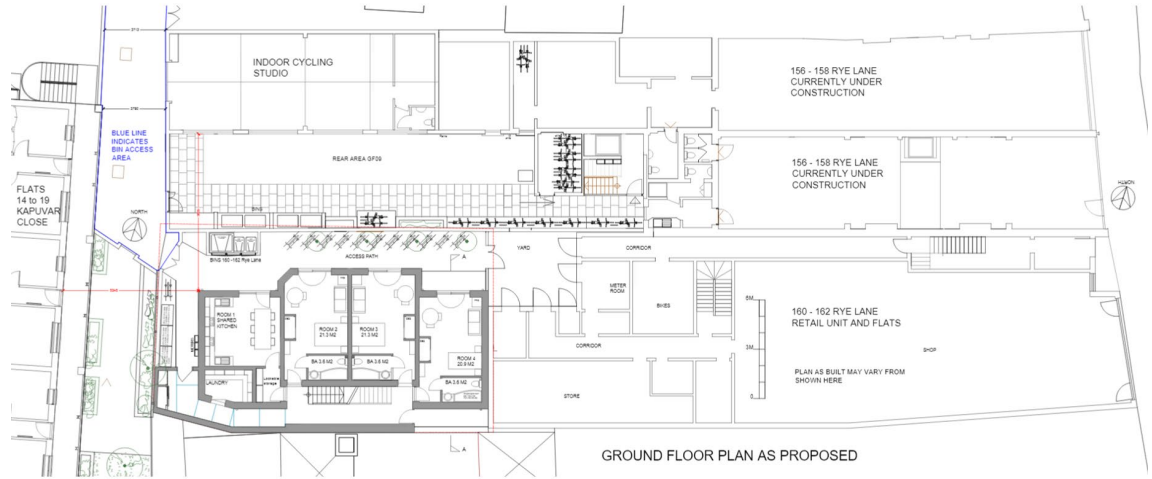 INDOOR CYCLING
STUDIO
156 - 158 RYE LANE
CURRENTLY UNDER
CONSTRUCTION
BLUE LINE
INDICATES
BIN ACCESS
AREA
REAR AREA GF09
156 - 158 RYE LANE
CURRENTLY UNDER
CONSTRUCTION
FLATS
14 to 19
KAPUVAR
CLOSE
NORTH
NORTH
BINS
BINS 160 -162 Rye Lane
ACCESS PATH
A
YARD
CORRIDOR
METER
ROOM
BIKES
6M
3M
0
ROOM 1
SHARED
KITCHEN
ROOM 2
21.3 M2
ROOM 3
21.3 M2
ROOM 4
20.9 M2
BA 3.6 M2
BA 3.6 M2
BA 3.6 M2
LAUNDRY
CORRIDOR
STORE
160 - 162 RYE LANE
RETAIL UNIT AND FLATS
SHOP
PLAN AS BUILT MAY VARY FROM
SHOWN HERE
A
GROUND FLOOR PLAN AS PROPOSED